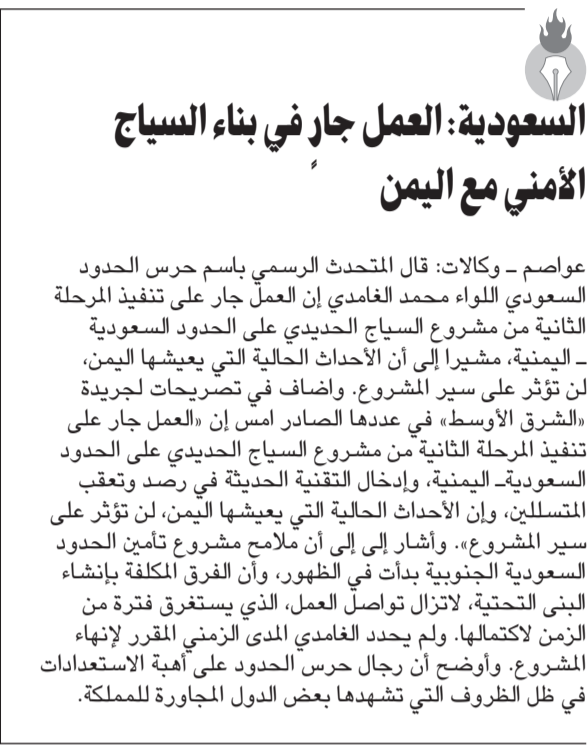 السعودية: العمل جارٍ في بناء السياج
الأمني مع اليمن
عواصم ـ وكالات: قال المتحدث الرسمي باسم حرس الحدود
السعودي اللواء محمد الغامدي إن العمل جار على تنفيذ المرحلة
الثانية من مشروع السياج الحديدي على الحدود السعودية
ـ اليمنية، مشيرا إلى أن الأحداث الحالية التي يعيشها اليمن،
لن تؤثر على سير المشروع. واضاف في تصريحات لجريدة
«الشرق الأوسط» في عددها الصادر امس إن «العمل جار على
تنفيذ المرحلة الثانية من مشروع السياج الحديدي على الحدود
السعوديةـ اليمنية، وإدخال التقنية الحديثة في رصد وتعقب
المتسللين، وإن الأحداث الحالية التي يعيشها اليمن، لن تؤثر على
سير المشروع». وأشار إلى إلى أن ملامح مشروع تأمين الحدود
السعودية الجنوبية بدأت في الظهور، وأن الفرق المكلفة بإنشاء
البنى التحتية، لاتزال تواصل العمل، الذي يستغرق فترة من
الزمن لاكتمالها. ولم يحدد الغامدي المدى الزمني المقرر لإنهاء
المشروع. وأوضح أن رجال حرس الحدود على أهبة الاستعدادات
في ظل الظروف التي تشهدها بعض الدول المجاورة للمملكة.